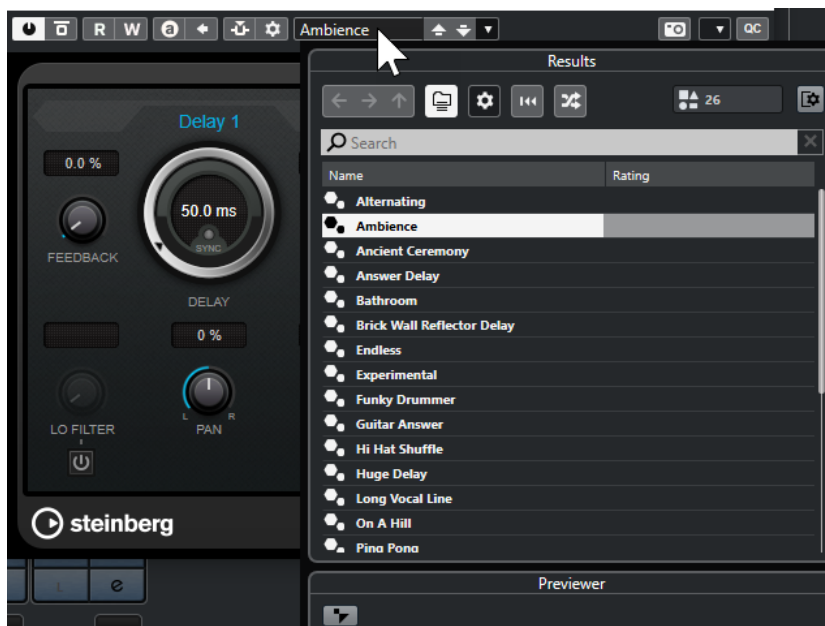 R W a Ambience QC
Results
26
Search
Name Rating
Alternating
Ambience
Ancient Ceremony
Answer Delay
Bathroom
Brick Wall Reflector Delay
Endless
Experimental
Funky Drummer
Guitar Answer
Hi Hat Shuffle
Huge Delay
Long Vocal Line
On A Hill
Ping Pong
Previewer
Delay 1
0.0 %
50.0 ms
SYNC
FEEDBACK
DELAY
0 %
L R
LO FILTER PAN
steinberg
L e